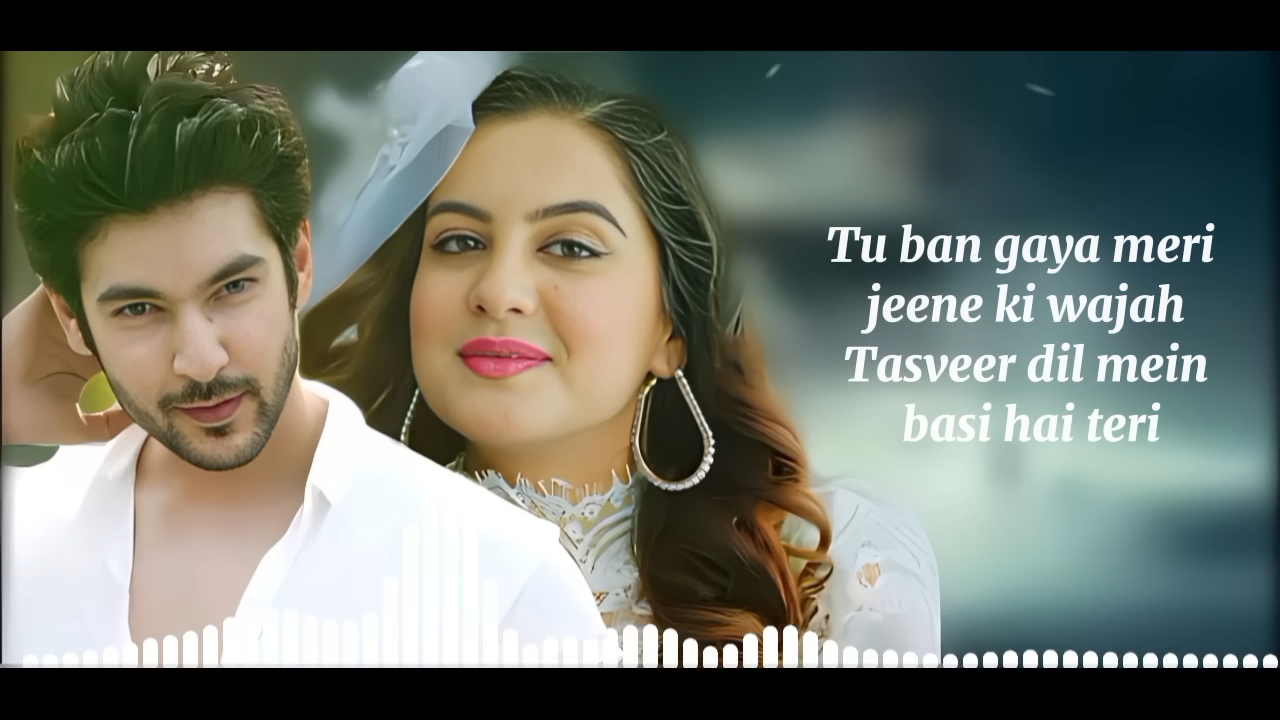 Tu ban gaya meri
jeene ki wajah
Tasveer dil mein
basi hai teri